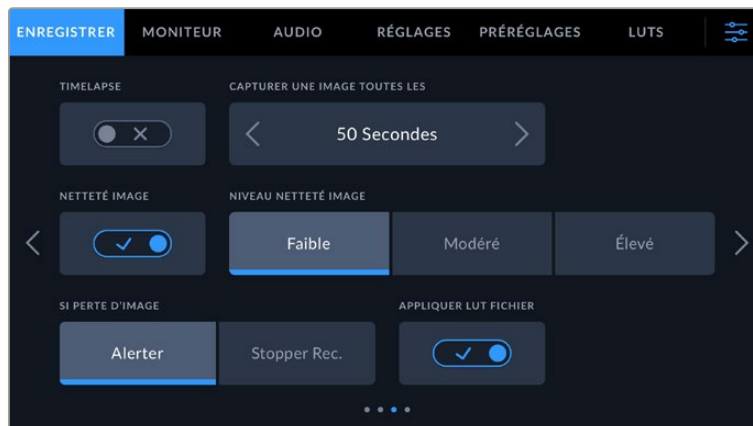 ENREGISTRER MONITEUR AUDIO RÉGLAGES PRÉRÉGLAGES LUTS
TIMELAPSE CAPTURER UNE IMAGE TOUTES LES
50 Secondes
NETTETÉ IMAGE NIVEAU NETTETÉ IMAGE
Faible Modéré Élevé
SI PERTE D'IMAGE APPLIQUER LUT FICHIER
Alerter Stopper Rec.